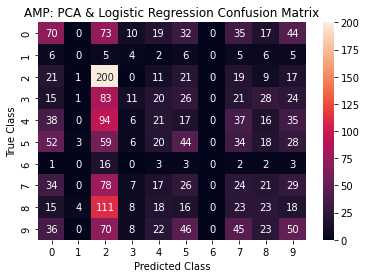 AMP: PCA & Logistic Regression Confusion Matrix
0 70 0 73 10 19 32 0 35 17 44
1 6 0 5 4 2 6 0 5 6 5
2 21 1 200 0 11 21 0 19 9 17
3 15 1 83 11 20 26 0 21 28 24
4 38 0 94 6 21 17 0 37 16 35
5 52 3 59 6 20 44 0 34 18 28
6 1 0 16 0 3 3 0 2 2 3
7 34 0 78 7 17 26 0 24 21 29
8 15 4 111 8 18 16 0 23 23 18
9 36 0 70 8 22 46 0 45 23 50
0 1 2 3 4 5 6 7 8 9
Predicted Class
True Class
200
175
150
125
100
75
50
25
0